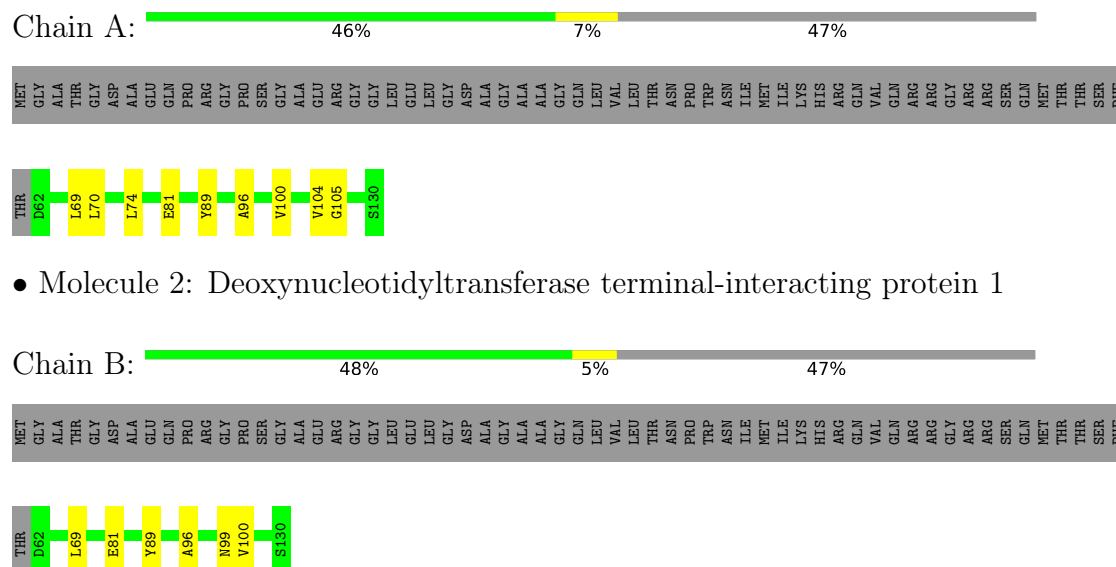 Chain A:
46% 7% 47%
MET GLY ALA THR GLY ASP ALA GLU GLN PRO ARG GLY PRO SER GLY ALA GLU ARG GLY GLY LEU GLU LEU GLY ASP ALA GLY ALA ALA GLY GLN LEU VAL LEU THR ASN PRO TRP ASN ILE MET ILE LYS HIS ARG GLN VAL GLN ARG ARG GLY ARG ARG SER GLN MET THR THR SER
THR D62 L69 L70 L74 E81 Y89 A96 V100 V104 G105 S130
• Molecule 2: Deoxynucleotidyltransferase terminal-interacting protein 1
Chain B:
48% 5% 47%
MET GLY ALA THR GLY ASP ALA GLU GLN PRO ARG GLY PRO SER GLY ALA GLU ARG GLY GLY LEU GLU LEU GLY ASP ALA GLY ALA ALA GLY GLN LEU VAL LEU THR ASN PRO TRP ASN ILE MET ILE LYS HIS ARG GLN VAL GLN ARG ARG GLY ARG ARG SER GLN MET THR THR SER
THR D62 L69 E81 Y89 A96 N99 V100 S130